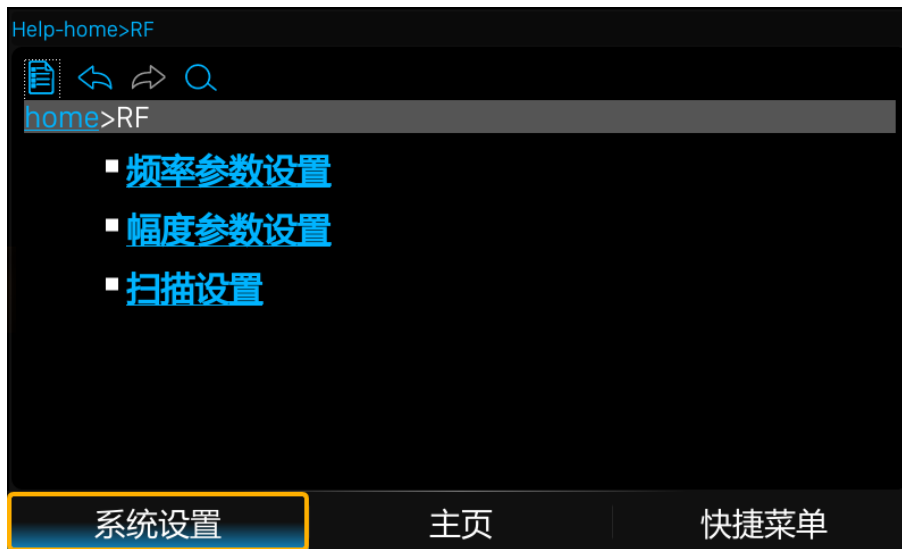 Help-home>RF
home>RF
频率参数设置
幅度参数设置
扫描设置
系统设置 主页 快捷菜单